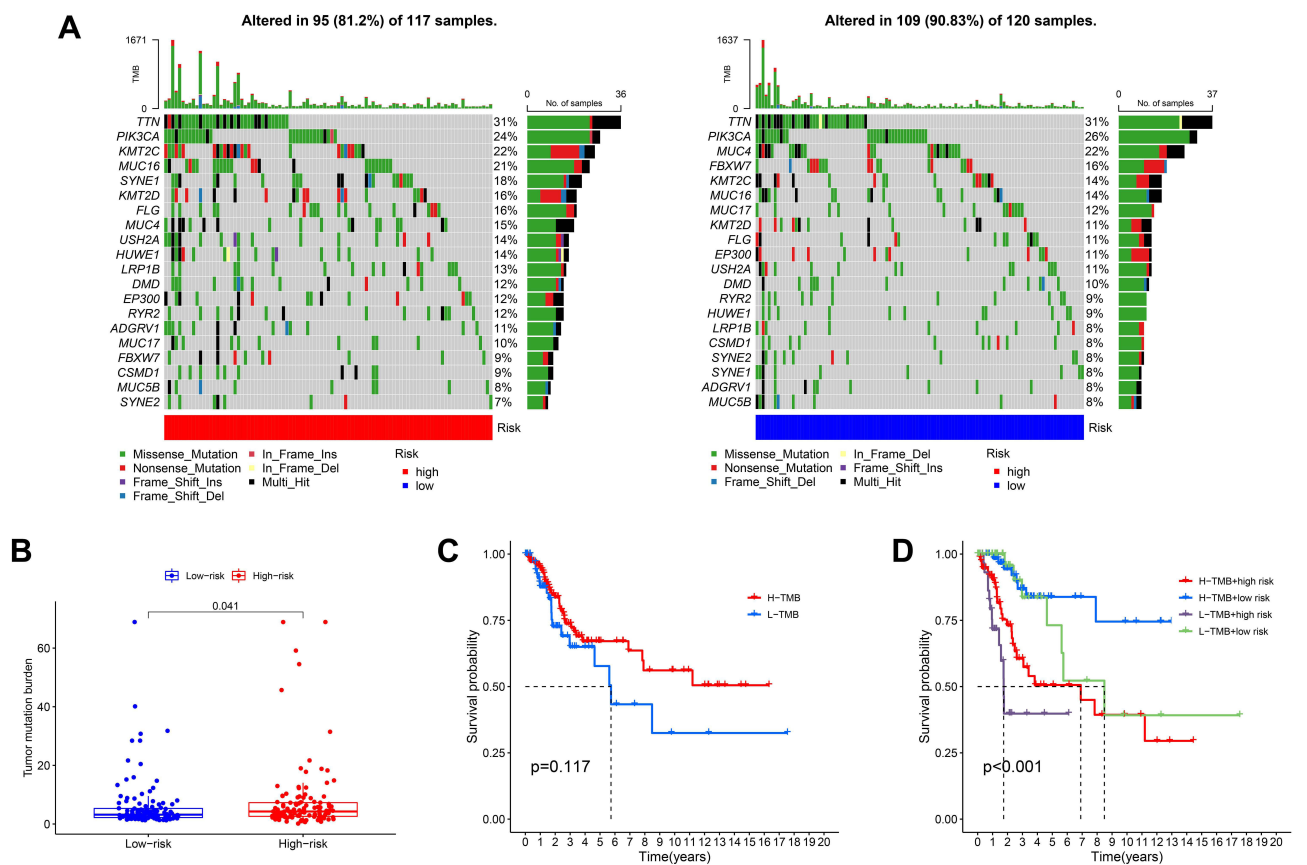 A
Altered in 95 (81.2%) of 117 samples.
1671
TMB
0
0 36
No. of samples
TTN 31%
PIK3CA 24%
KMT2C 22%
MUC16 21%
SYNE1 18%
KMT2D 16%
FLG 16%
MUC4 15%
USH2A 14%
HUWE1 14%
LRP1B 13%
DMD 12%
EP300 12%
RYR2 12%
ADGRV1 11%
MUC17 10%
FBXW7 9%
CSMD1 9%
MUC5B 8%
SYNE2 7%
Risk
Missense_Mutation
Nonsense_Mutation
Frame_Shift_Ins
Frame_Shift_Del
In_Frame_Ins
In_Frame_Del
Multi_Hit
Risk
high
low
Altered in 109 (90.83%) of 120 samples.
1637
TMB
0
0 37
No. of samples
TTN 31%
PIK3CA 26%
MUC4 22%
FBXW7 16%
KMT2C 14%
MUC16 14%
MUC17 12%
KMT2D 11%
FLG 11%
EP300 11%
USH2A 11%
DMD 10%
RYR2 9%
HUWE1 9%
LRP1B 8%
CSMD1 8%
SYNE2 8%
SYNE1 8%
ADGRV1 8%
MUC5B 8%
Risk
Missense_Mutation
Nonsense_Mutation
Frame_Shift_Del
In_Frame_Del
Frame_Shift_Ins
Multi_Hit
Risk
high
low
B
Low-risk High-risk
0.041
Tumor mutation burden
60
40
20
0
Low-risk High-risk
C
Survival probability
1.00
0.75
0.50
0.25
0.00
H-TMB
L-TMB
p=0.117
0 1 2 3 4 5 6 7 8 9 10 11 12 13 14 15 16 17 18 19 20
Time(years)
D
Survival probability
1.00
0.75
0.50
0.25
0.00
H-TMB+high risk
H-TMB+low risk
L-TMB+high risk
L-TMB+low risk
p<0.001
0 1 2 3 4 5 6 7 8 9 10 11 12 13 14 15 16 17 18 19 20
Time(years)